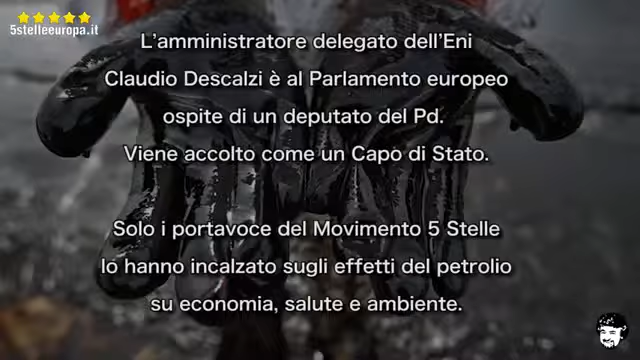 5stelleeuropa.it
L'amministratore delegato dell'Eni
Claudio Descalzi è al Parlamento europeo
ospite di un deputato del Pd.
Viene accolto come un Capo di Stato.
Solo i portavoce del Movimento 5 Stelle
lo hanno incalzato sugli effetti del petrolio
su economia, salute e ambiente.